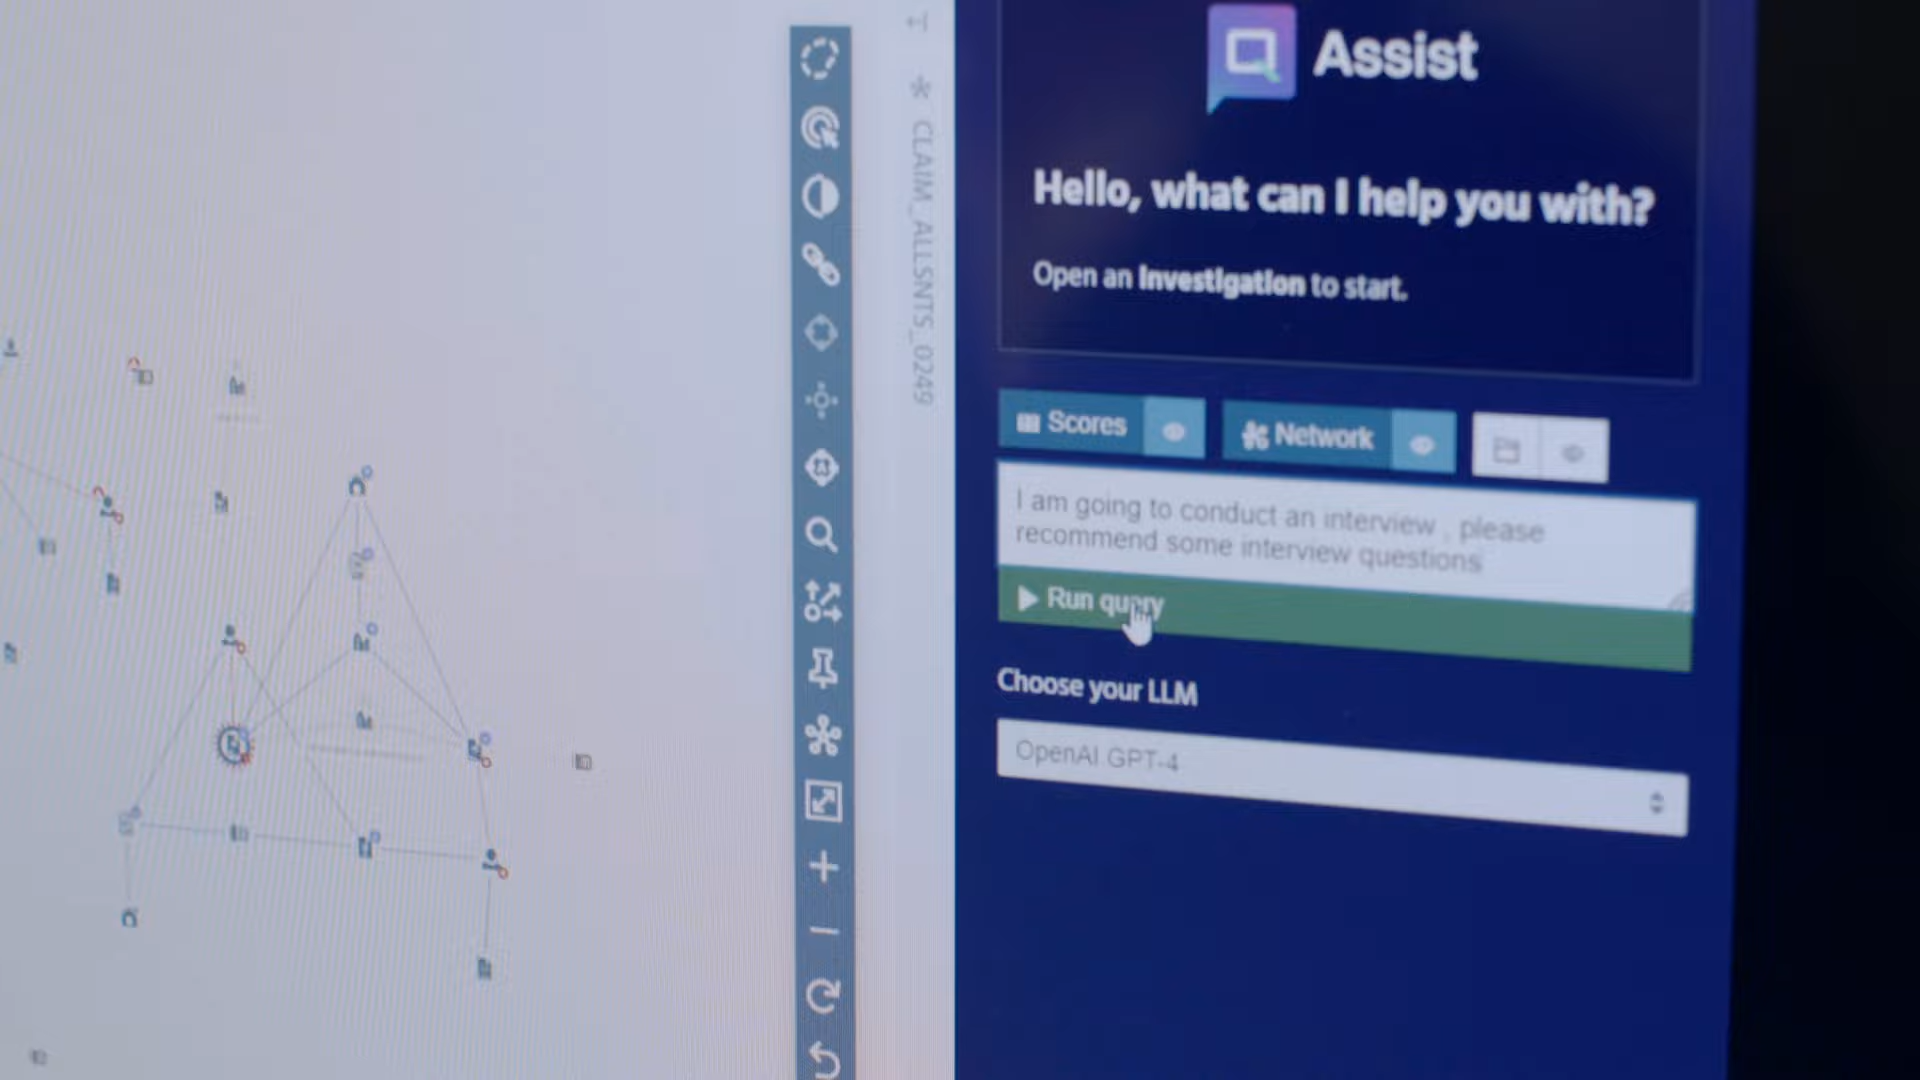 CLAIM_ALLSNTS_0249
Assist
Hello, what can I help you with?
Open an investigation to start.
Scores
Network
I am going to conduct an interview , please
recommend some interview questions
Run query
Choose your LLM
OpenAI GPT-4